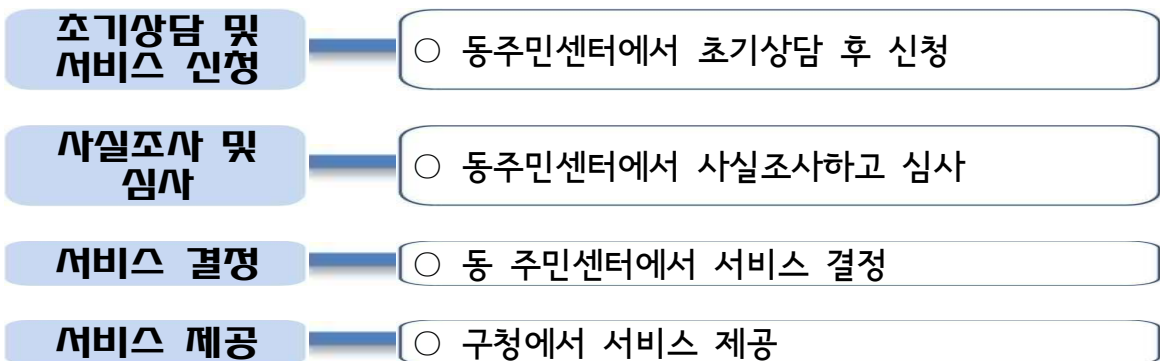 초기상담 및
서비스 신청
○ 동주민센터에서 초기상담 후 신청
사실조사 및
심사
○ 동주민센터에서 사실조사하고 심사
서비스 결정
○ 동 주민센터에서 서비스 결정
서비스 제공
○ 구청에서 서비스 제공